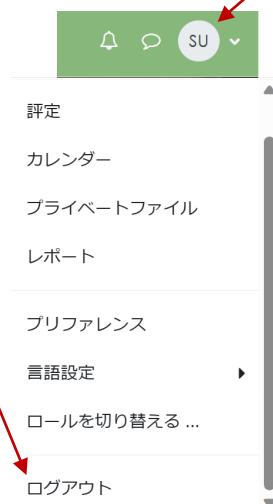 SU
評定
カレンダー
プライベートファイル
レポート
プリファレンス
言語設定
ロールを切り替える ...
ログアウト